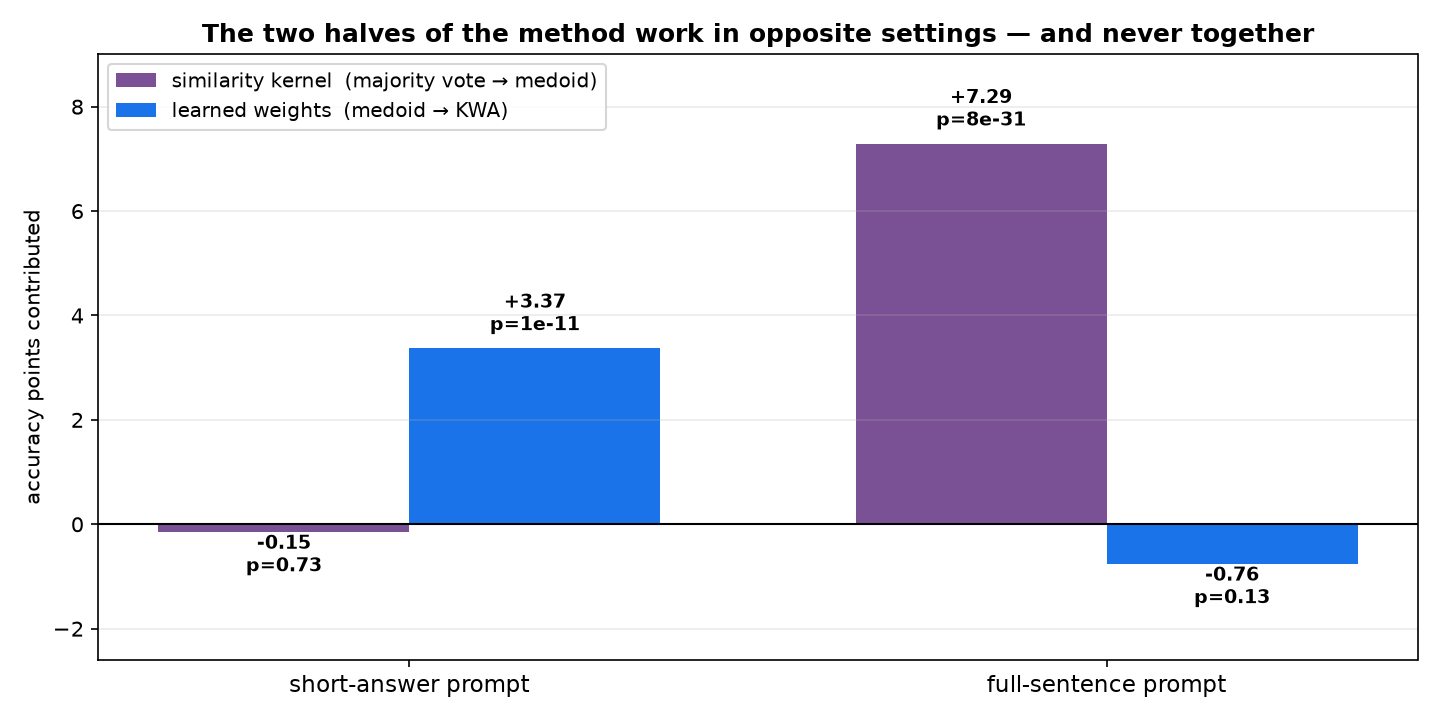 The two halves of the method work in opposite settings — and never together
similarity kernel  (majority vote → medoid)
learned weights  (medoid → KWA)
accuracy points contributed
8
6
4
2
0
−2
-0.15
p=0.73
+3.37
p=1e-11
+7.29
p=8e-31
-0.76
p=0.13
short-answer prompt
full-sentence prompt